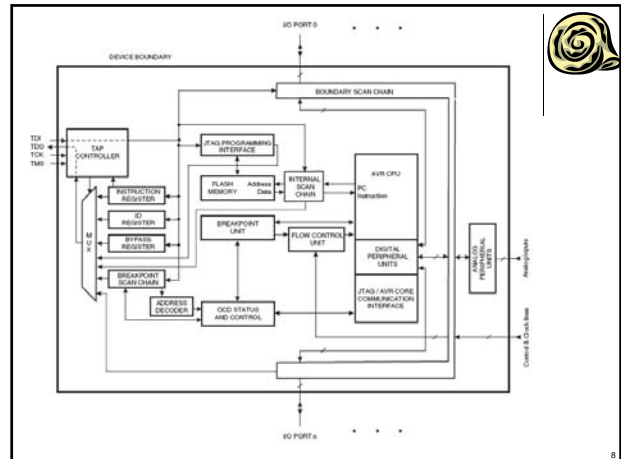 I/O PORT 0
DEVICE BOUNDARY
BOUNDARY SCAN CHAIN
TDI
TDO
TCK
TMS
TAP
CONTROLLER
JTAG PROGRAMMING
INTERFACE
AVR CPU
FLASH
MEMORY
Address
Data
INTERNAL
SCAN
CHAIN
PC
Instruction
INSTRUCTION
REGISTER
ID
REGISTER
M
U
X
BYPASS
REGISTER
BREAKPOINT
UNIT
FLOW CONTROL
UNIT
DIGITAL
PERIPHERAL
UNITS
ANALOG
PERIPHERAL
UNITS
Analog inputs
BREAKPOINT
SCAN CHAIN
JTAG / AVR CORE
COMMUNICATION
INTERFACE
ADDRESS
DECODER
OCD STATUS
AND CONTROL
Control & Clock lines
I/O PORT n
8